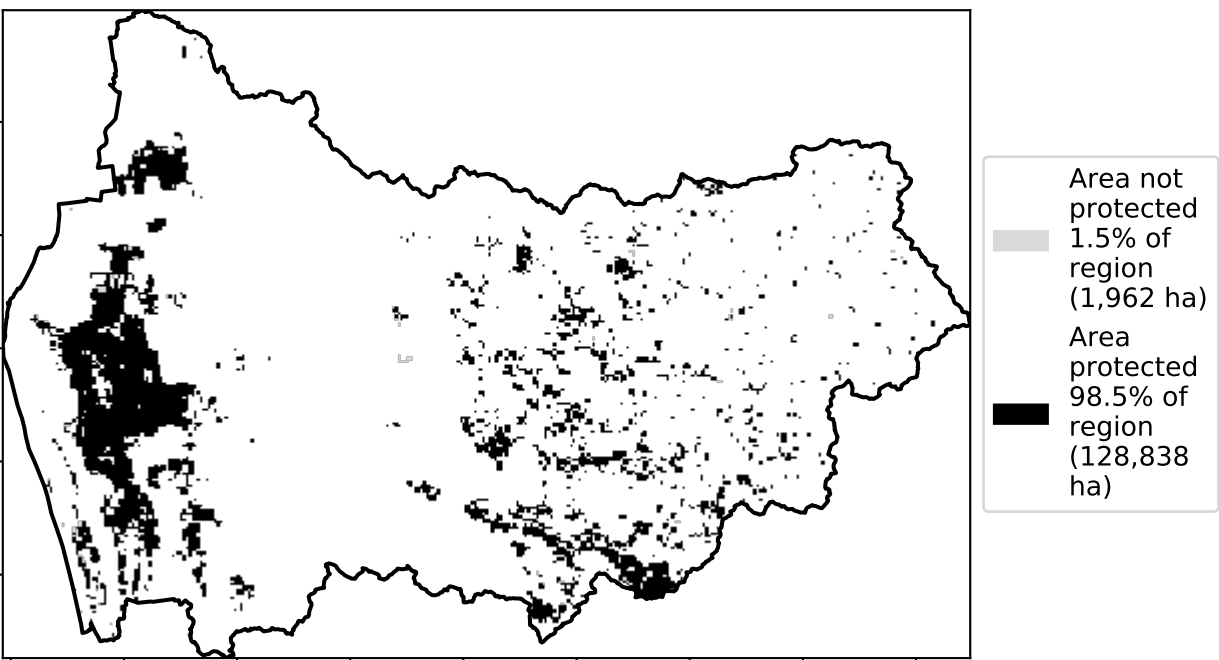 Area not
protected
1.5% of
region
(1,962 ha)
Area
protected
98.5% of
region
(128,838
ha)